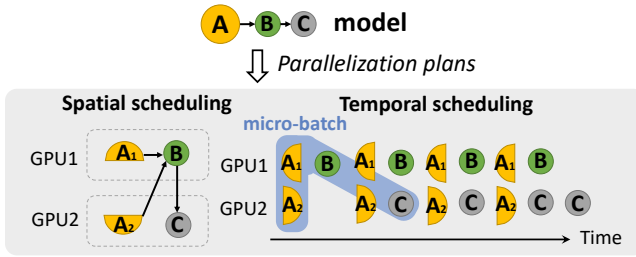 A B C model
Parallelization plans
Spatial scheduling
Temporal scheduling
micro-batch
GPU1 A1 B
GPU2 A2 C
GPU1 A1 B A1 B A1 B A1 B
GPU2 A2 A2 C A2 C A2 C C
Time